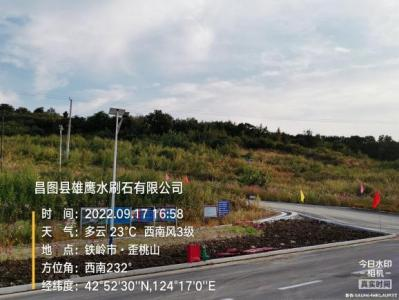 昌图县雄鹰水刷石有限公司
时 间：2022.09.17 16:58
天 气：多云 23℃ 西南风3级
地 点：铁岭市·歪桃山
方位角：西南232°
经纬度：42°52'30"N,124°17'0"E
今日水印
相机
真实时间